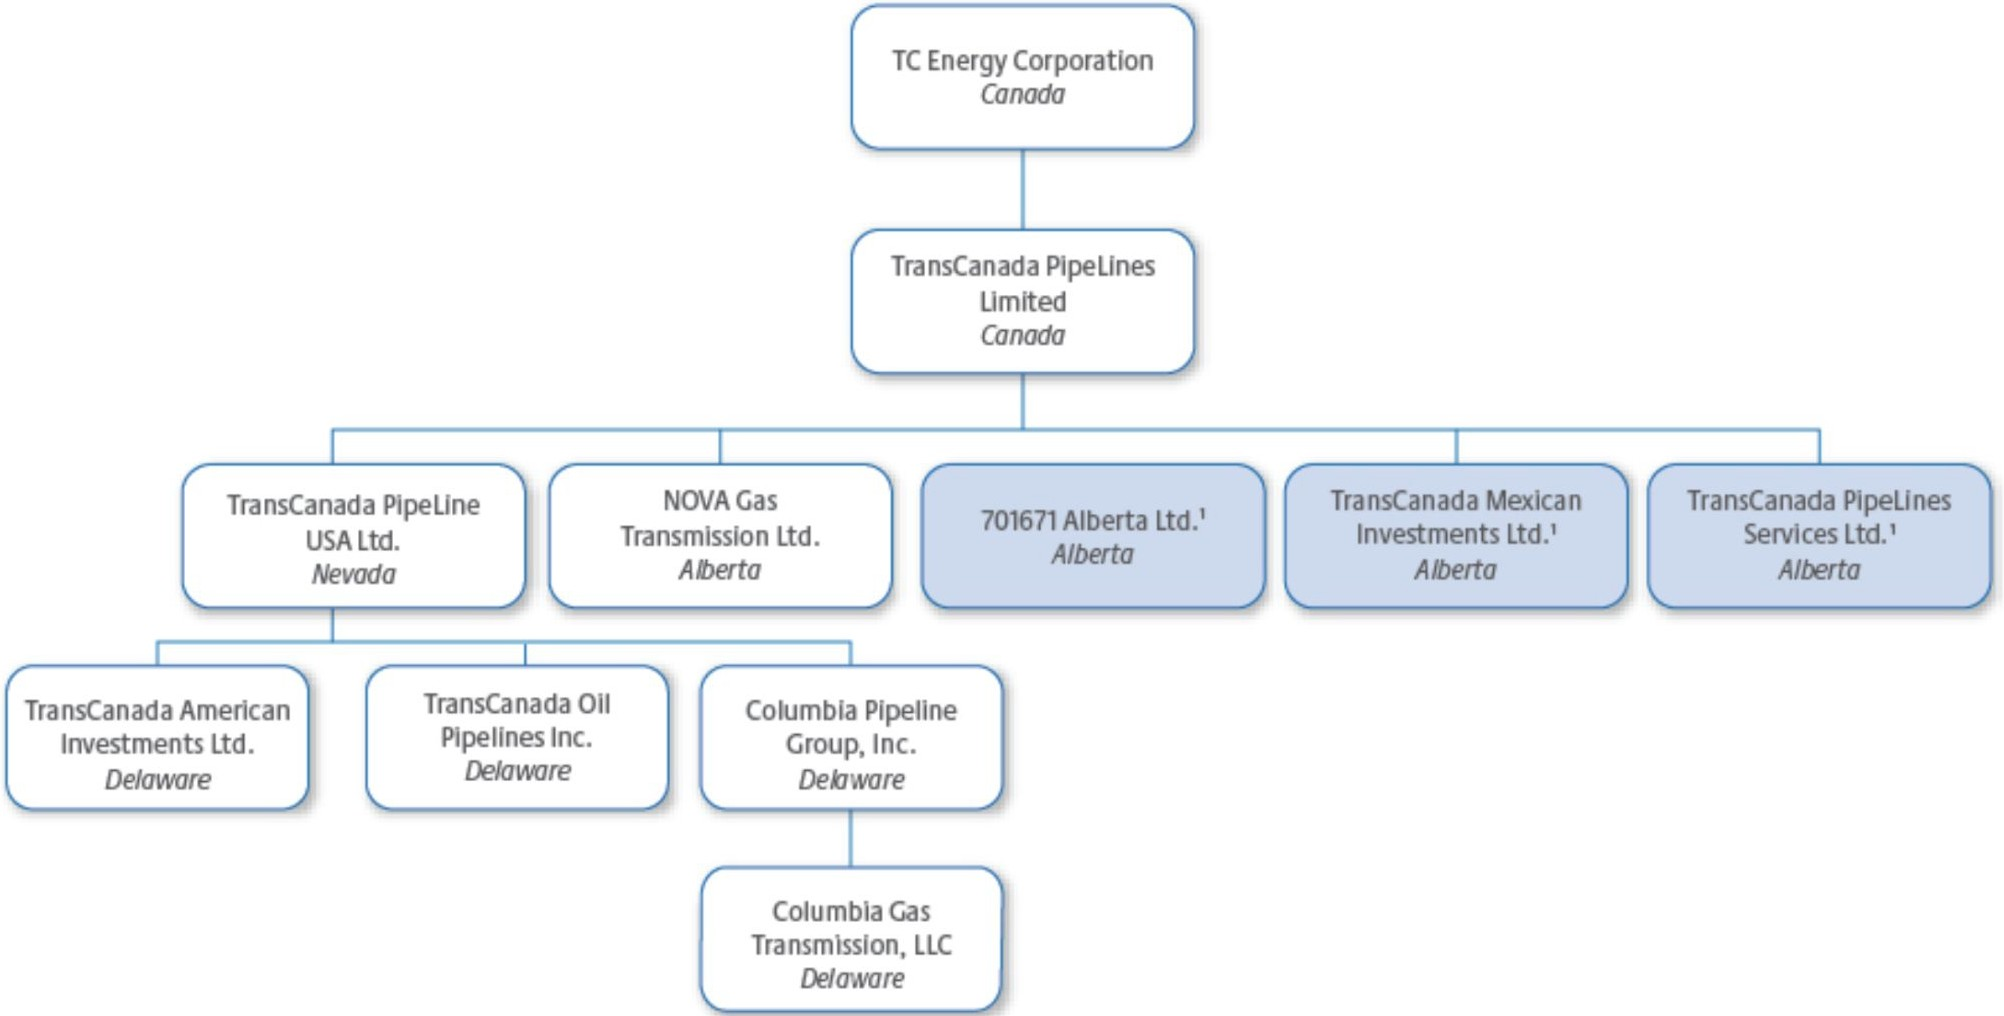 TC Energy Corporation
Canada
TransCanada PipeLines
Limited
Canada
TransCanada PipeLine
USA Ltd.
Nevada
NOVA Gas
Transmission Ltd.
Alberta
701671 Alberta Ltd.¹
Alberta
TransCanada Mexican
Investments Ltd.¹
Alberta
TransCanada PipeLines
Services Ltd.¹
Alberta
TransCanada American
Investments Ltd.
Delaware
TransCanada Oil
Pipelines Inc.
Delaware
Columbia Pipeline
Group, Inc.
Delaware
Columbia Gas
Transmission, LLC
Delaware